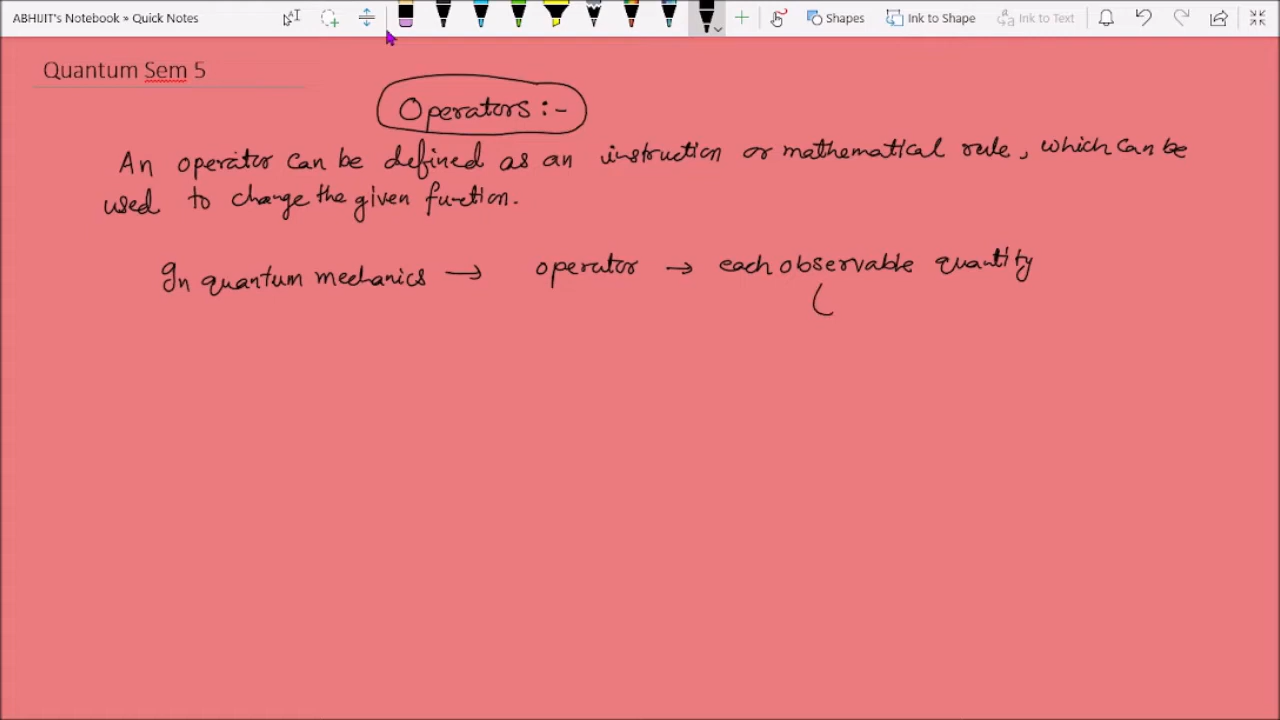 ABHIJIT's Notebook » Quick Notes
Shapes
Ink to Shape
Ink to Text
Quantum Sem 5
Operators :-
An operator can be defined as an instruction or mathematical rule, which can be
used to change the given function.
In quantum mechanics → operator → each observable quantity
(